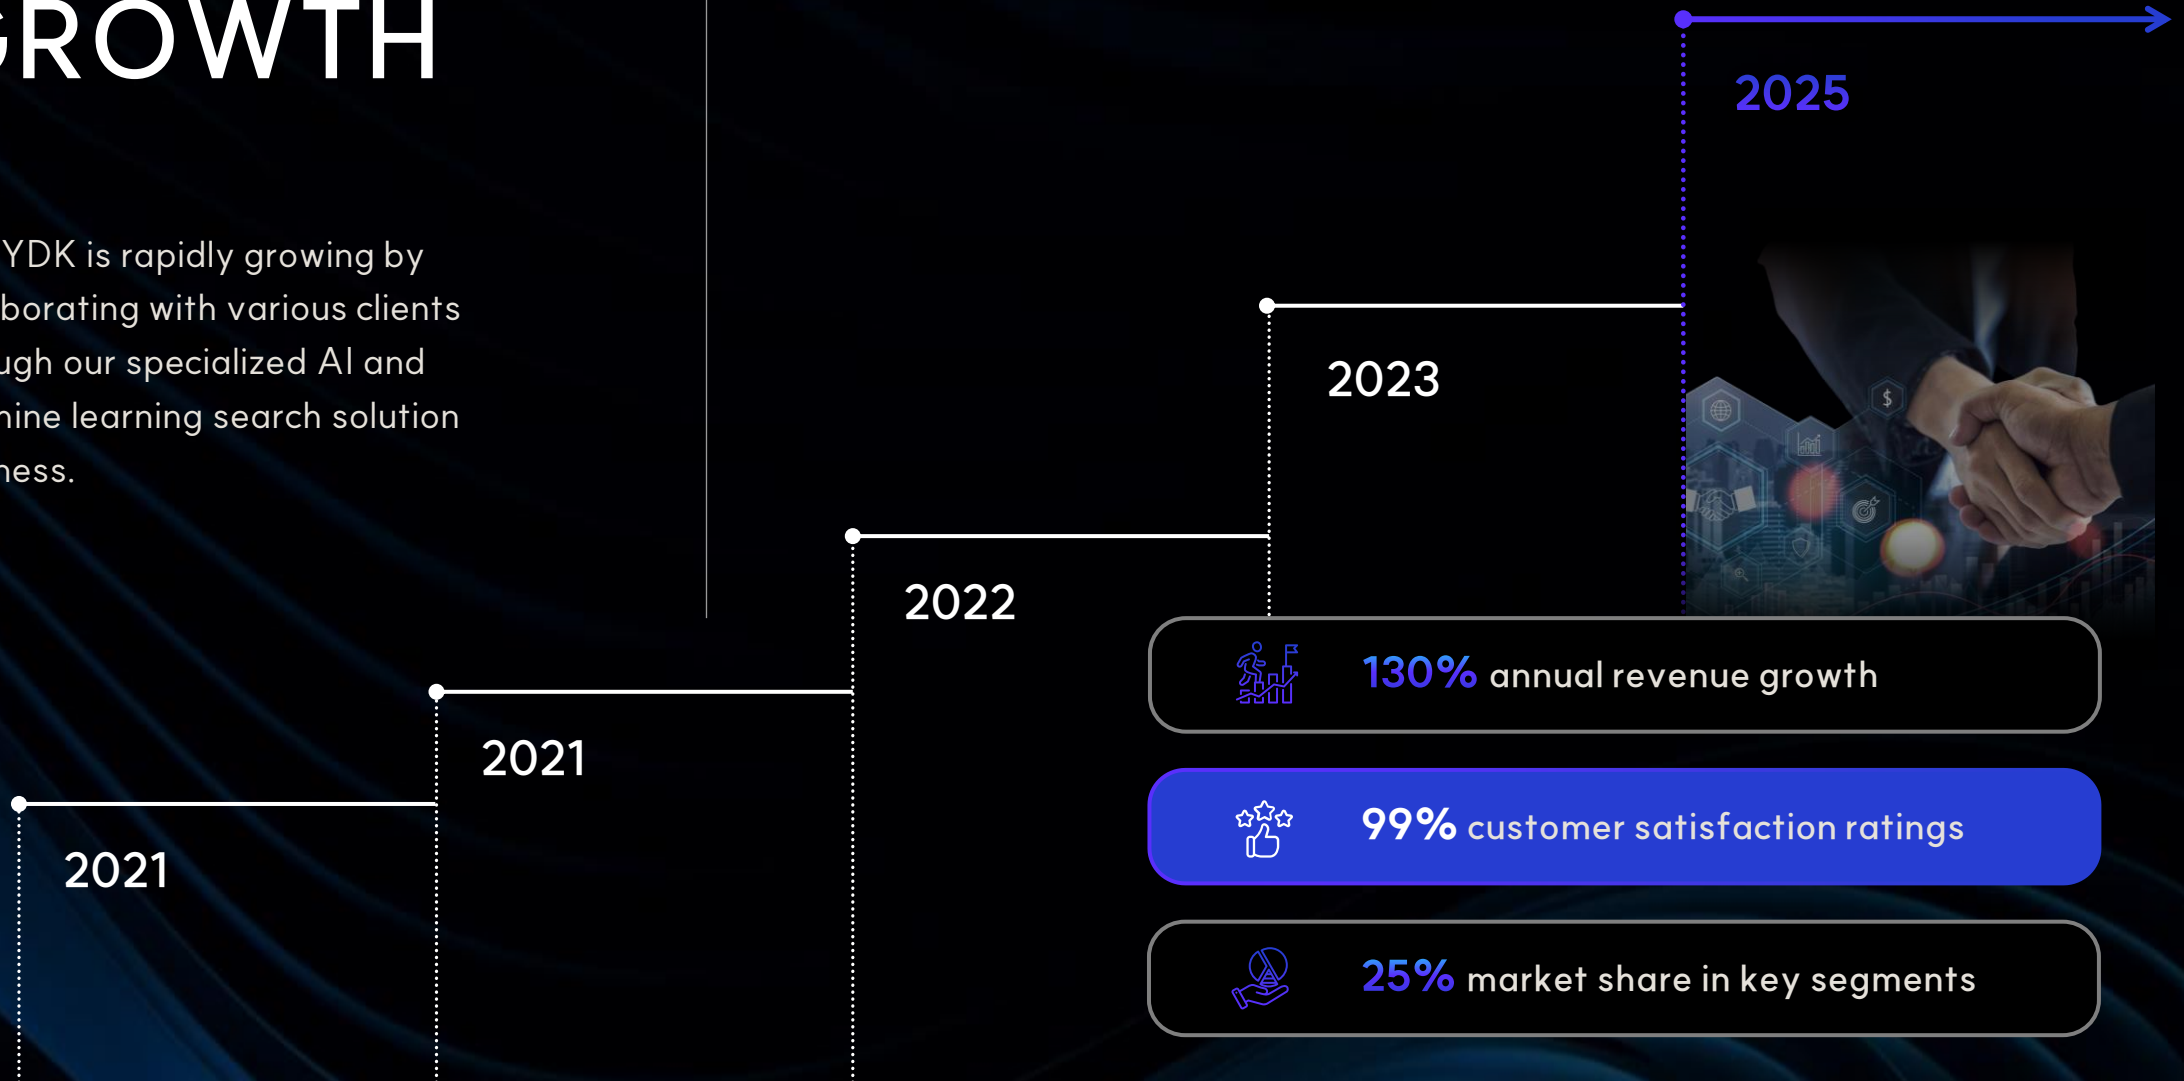 GROWTH
YDK is rapidly growing by
borating with various clients
ugh our specialized AI and
hine learning search solution
ness.
2025
2023
2022
2021
2021
130% annual revenue growth
99% customer satisfaction ratings
25% market share in key segments